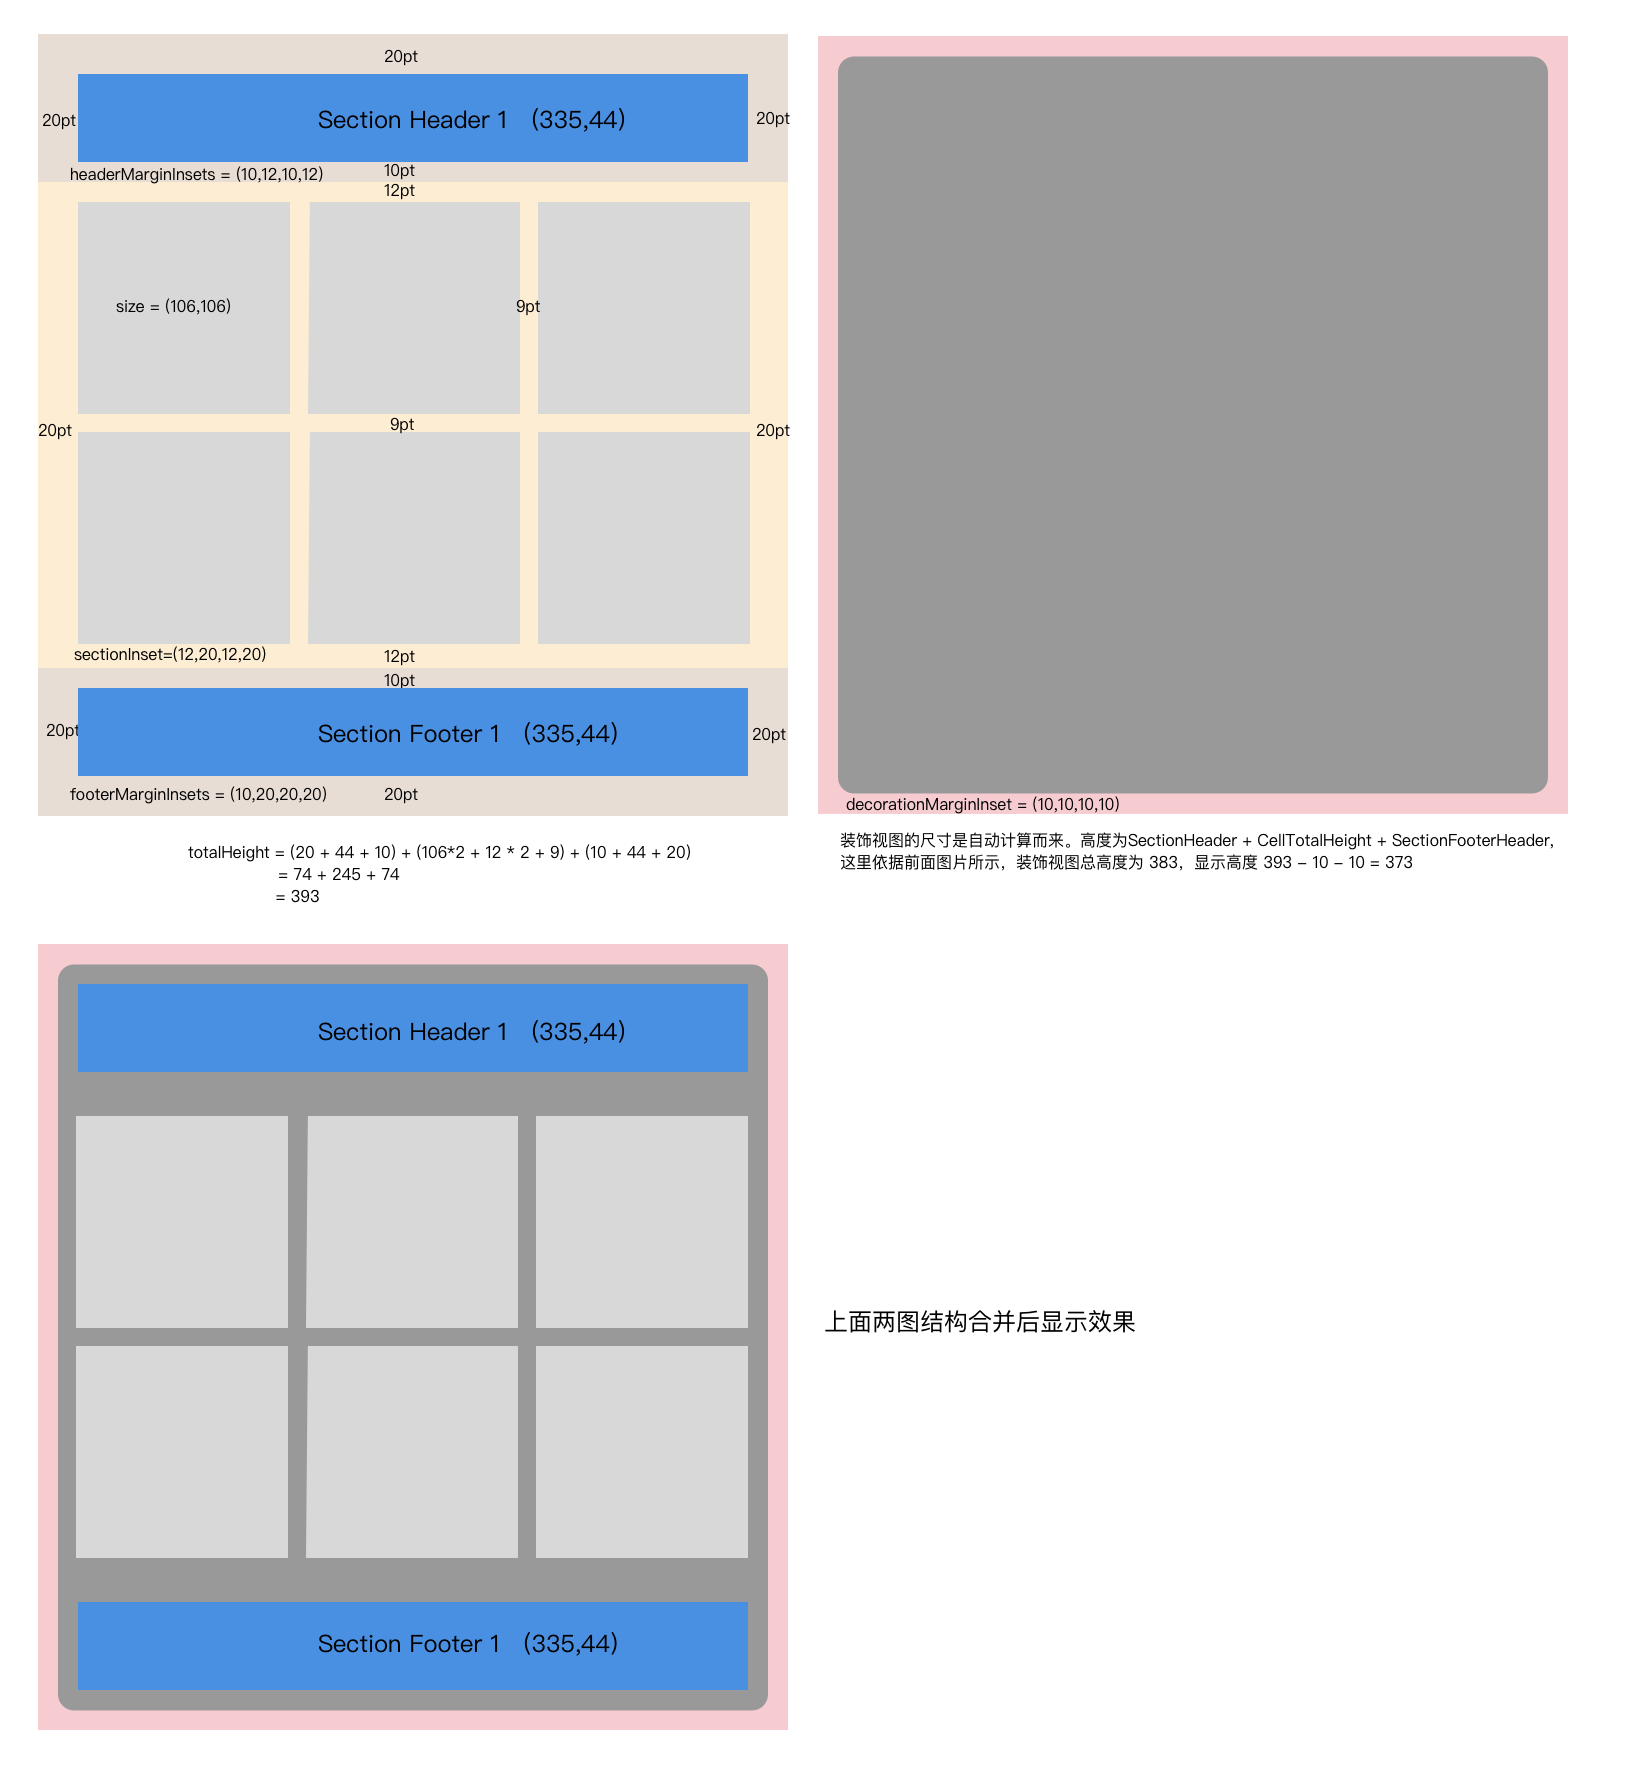 20pt
20pt
Section Header 1 (335,44)
20pt
headerMarginInsets = (10,12,10,12)
10pt
12pt
size = (106,106)
9pt
9pt
20pt
20pt
sectionInset=(12,20,12,20)
12pt
10pt
20pt
Section Footer 1 (335,44)
20pt
footerMarginInsets = (10,20,20,20)
20pt
totalHeight = (20 + 44 + 10) + (106*2 + 12 * 2 + 9) + (10 + 44 + 20)
= 74 + 245 + 74
= 393
decorationMarginInset = (10,10,10,10)
装饰视图的尺寸是自动计算而来。高度为SectionHeader + CellTotalHeight + SectionFooterHeader,
这里依据前面图片所示，装饰视图总高度为 383，显示高度 393 – 10 – 10 = 373
Section Header 1 (335,44)
Section Footer 1 (335,44)
上面两图结构合并后显示效果